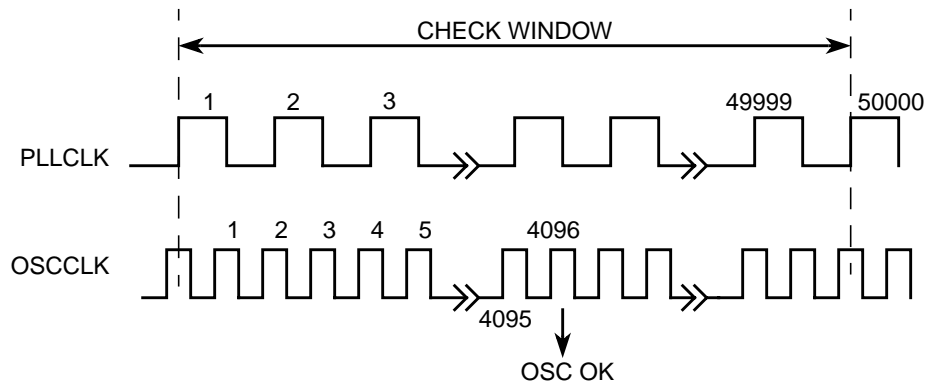 CHECK WINDOW
1 2 3 49999 50000
PLLCLK
1 2 3 4 5 4096
OSCCLK
4095
OSC OK